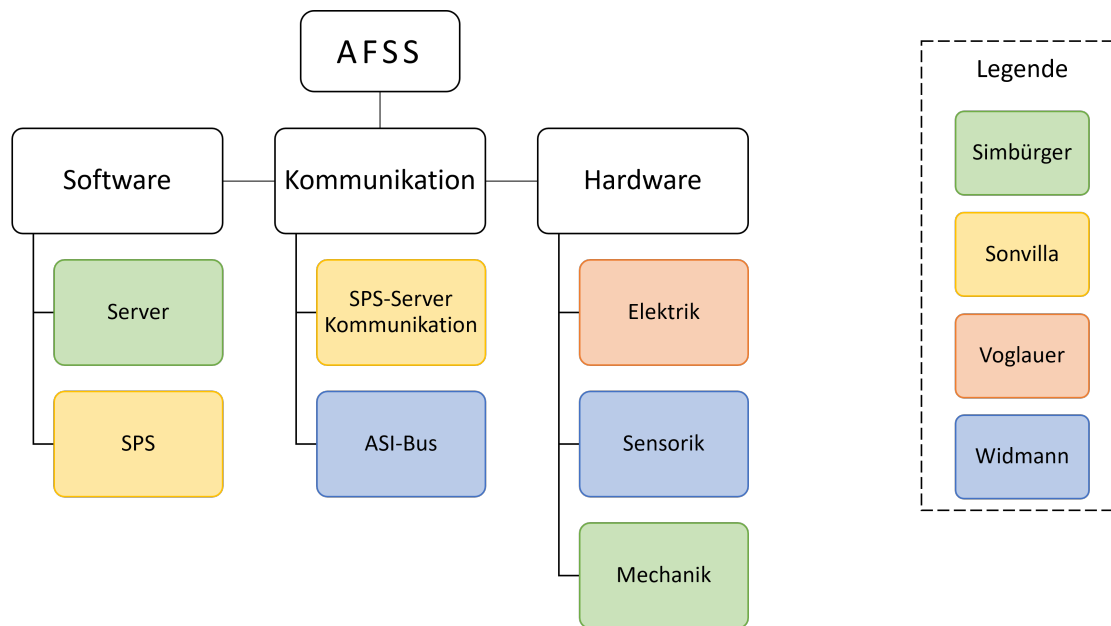 AFSS
Legende
Software
Kommunikation
Hardware
Server
SPS
SPS-Server
Kommunikation
ASI-Bus
Elektrik
Sensorik
Mechanik
Simbürger
Sonvilla
Voglauer
Widmann